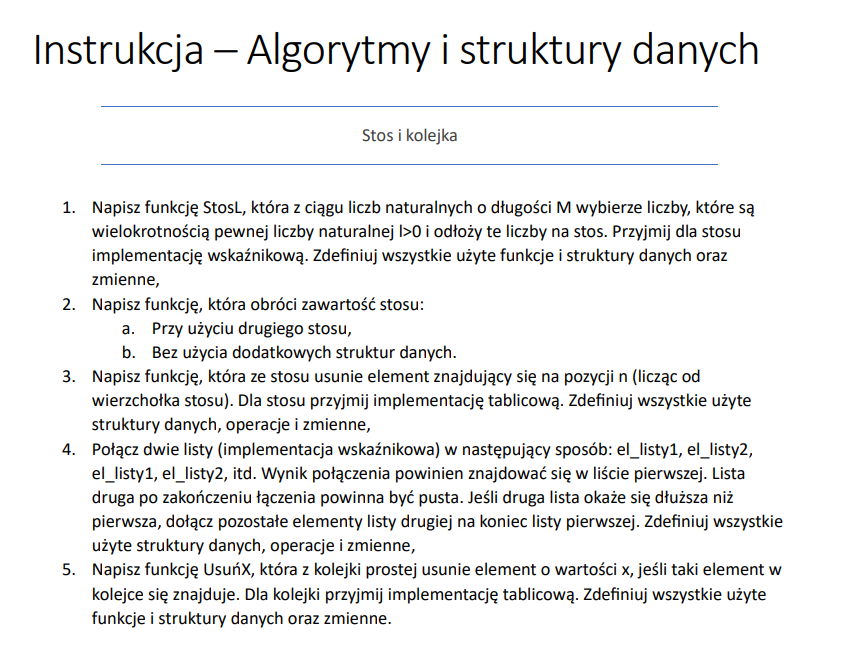 Instrukcja – Algorytmy i struktury danych
Stos i kolejka
1. Napisz funkcję StosL, która z ciągu liczb naturalnych o długości M wybierze liczby, które są
wielokrotnością pewnej liczby naturalnej l>0 i odłoży te liczby na stos. Przyjmij dla stosu
implementację wskaźnikową. Zdefiniuj wszystkie użyte funkcje i struktury danych oraz
zmienne,
2. Napisz funkcję, która obróci zawartość stosu:
a. Przy użyciu drugiego stosu,
b. Bez użycia dodatkowych struktur danych.
3. Napisz funkcję, która ze stosu usunie element znajdujący się na pozycji n (licząc od
wierzchołka stosu). Dla stosu przyjmij implementację tablicową. Zdefiniuj wszystkie użyte
struktury danych, operacje i zmienne,
4. Połącz dwie listy (implementacja wskaźnikowa) w następujący sposób: el_listy1, el_listy2,
el_listy1, el_listy2, itd. Wynik połączenia powinien znajdować się w liście pierwszej. Lista
druga po zakończeniu łączenia powinna być pusta. Jeśli druga lista okaże się dłuższa niż
pierwsza, dołącz pozostałe elementy listy drugiej na koniec listy pierwszej. Zdefiniuj wszystkie
użyte struktury danych, operacje i zmienne,
5. Napisz funkcję UsuńX, która z kolejki prostej usunie element o wartości x, jeśli taki element w
kolejce się znajduje. Dla kolejki przyjmij implementację tablicową. Zdefiniuj wszystkie użyte
funkcje i struktury danych oraz zmienne.